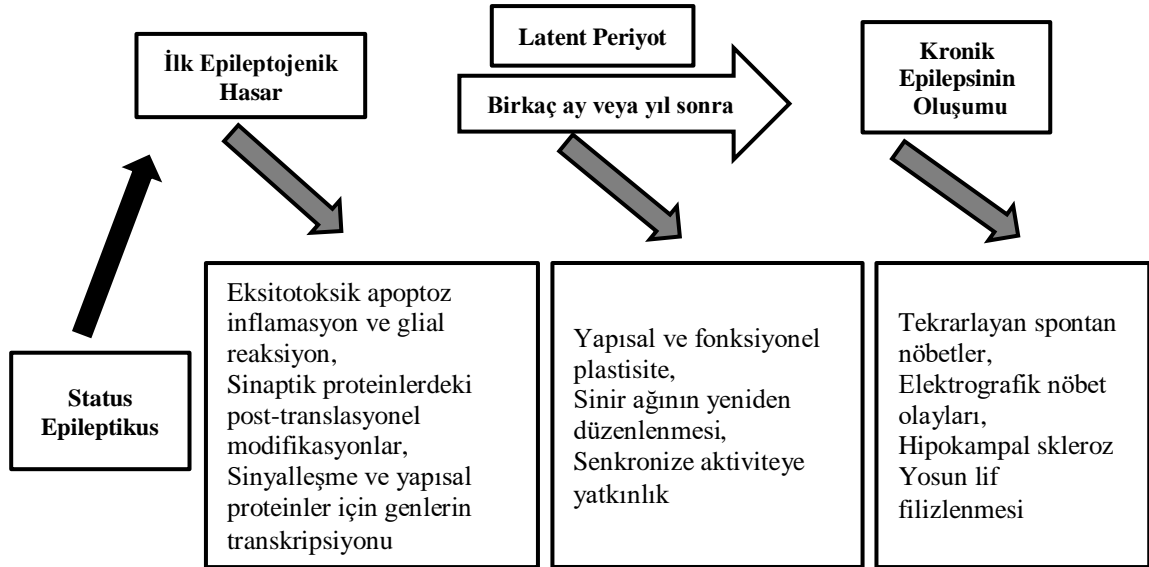 İlk Epileptojenik
Hasar
Latent Periyot
Birkaç ay veya yıl sonra
Kronik
Epilepsinin
Oluşumu
Status
Epileptikus
Eksitotoksik apoptoz
inflamasyon ve glial
reaksiyon,
Sinaptik proteinlerdeki
post-translasyonel
modifikasyonlar,
Sinyalleşme ve yapısal
proteinler için genlerin
transkripsiyonu
Yapısal ve fonksiyonel
plastisite,
Sinir ağının yeniden
düzenlenmesi,
Senkronize aktiviteye
yatkınlık
Tekrarlayan spontan
nöbetler,
Elektrografik nöbet
olayları,
Hipokampal skleroz
Yosun lif
filizlenmesi